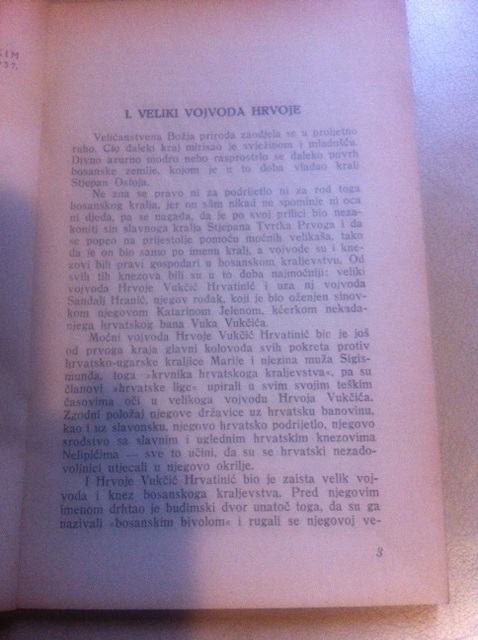 KIM
937.
I. VELIKI VOJVODA HRVOJE
Veličanstvena Božja priroda zaodjela se u proljetno
ruho. Cio daleki kraj mirisao je svježinom i mladošću.
Divno azurno modro nebo rasprostrlo se daleko povrh
bosanske zemlje, kojom je u to doba vladao kralj
Stjepan Ostoja.
Ne zna se pravo ni za podrijetlo ni za rod toga
bosanskog kralja, jer on sâm nikad ne spominje ni oca
ni djeda, pa se nagađa, da je po svoj prilici bio neza-
koniti sin slavnoga kralja Stjepana Tvrtka Prvoga i da
se popeo na prijestolje pomoću moćnih velikaša, tako
da je on bio samo po imenu kralj, a vojvode su i kne-
zovi bili pravi gospodari u bosanskom kraljevstvu. Od
svih tih knezova bili su u to doba najmoćniji: veliki
vojvoda Hrvoje Vukčić Hrvatinić i uza nj vojvoda
Sandalj Hranić, njegov rođak, koji je bio oženjen sinov-
kom njegovom Katarinom Jelenom, kćerkom nekada-
njega hrvatskog bana Vuka Vukčića.
Moćni vojvoda Hrvoje Vukčić Hrvatinić bio je još
od prvoga kraja glavni kolovođa svih pokreta protiv
hrvatsko-ugarske kraljice Marije i njezina muža Sigis-
munda, toga »krvnika hrvatskoga kraljevstva«, pa su
članovi »hrvatske lige« upirali u svim svojim teškim
časovima oči u velikoga vojvodu Hrvoja Vukčića.
Zgodni položaj njegove državice uz hrvatsku banovinu,
kao i uz slavonsku, njegovo hrvatsko podrijetlo, njegovo
srodstvo sa slavnim i uglednim hrvatskim knezovima
Nelipićima — sve to učini, da su se hrvatski nezado-
voljnici utjecali u njegovo okrilje.
I Hrvoje Vukčić Hrvatinić bio je zaista velik voj-
voda i knez bosanskoga kraljevstva. Pred njegovim
imenom drhtao je budimski dvor unatoč toga, da su ga
nazivali »bosanskim bivolom« i rugali se njegovoj ve-
3